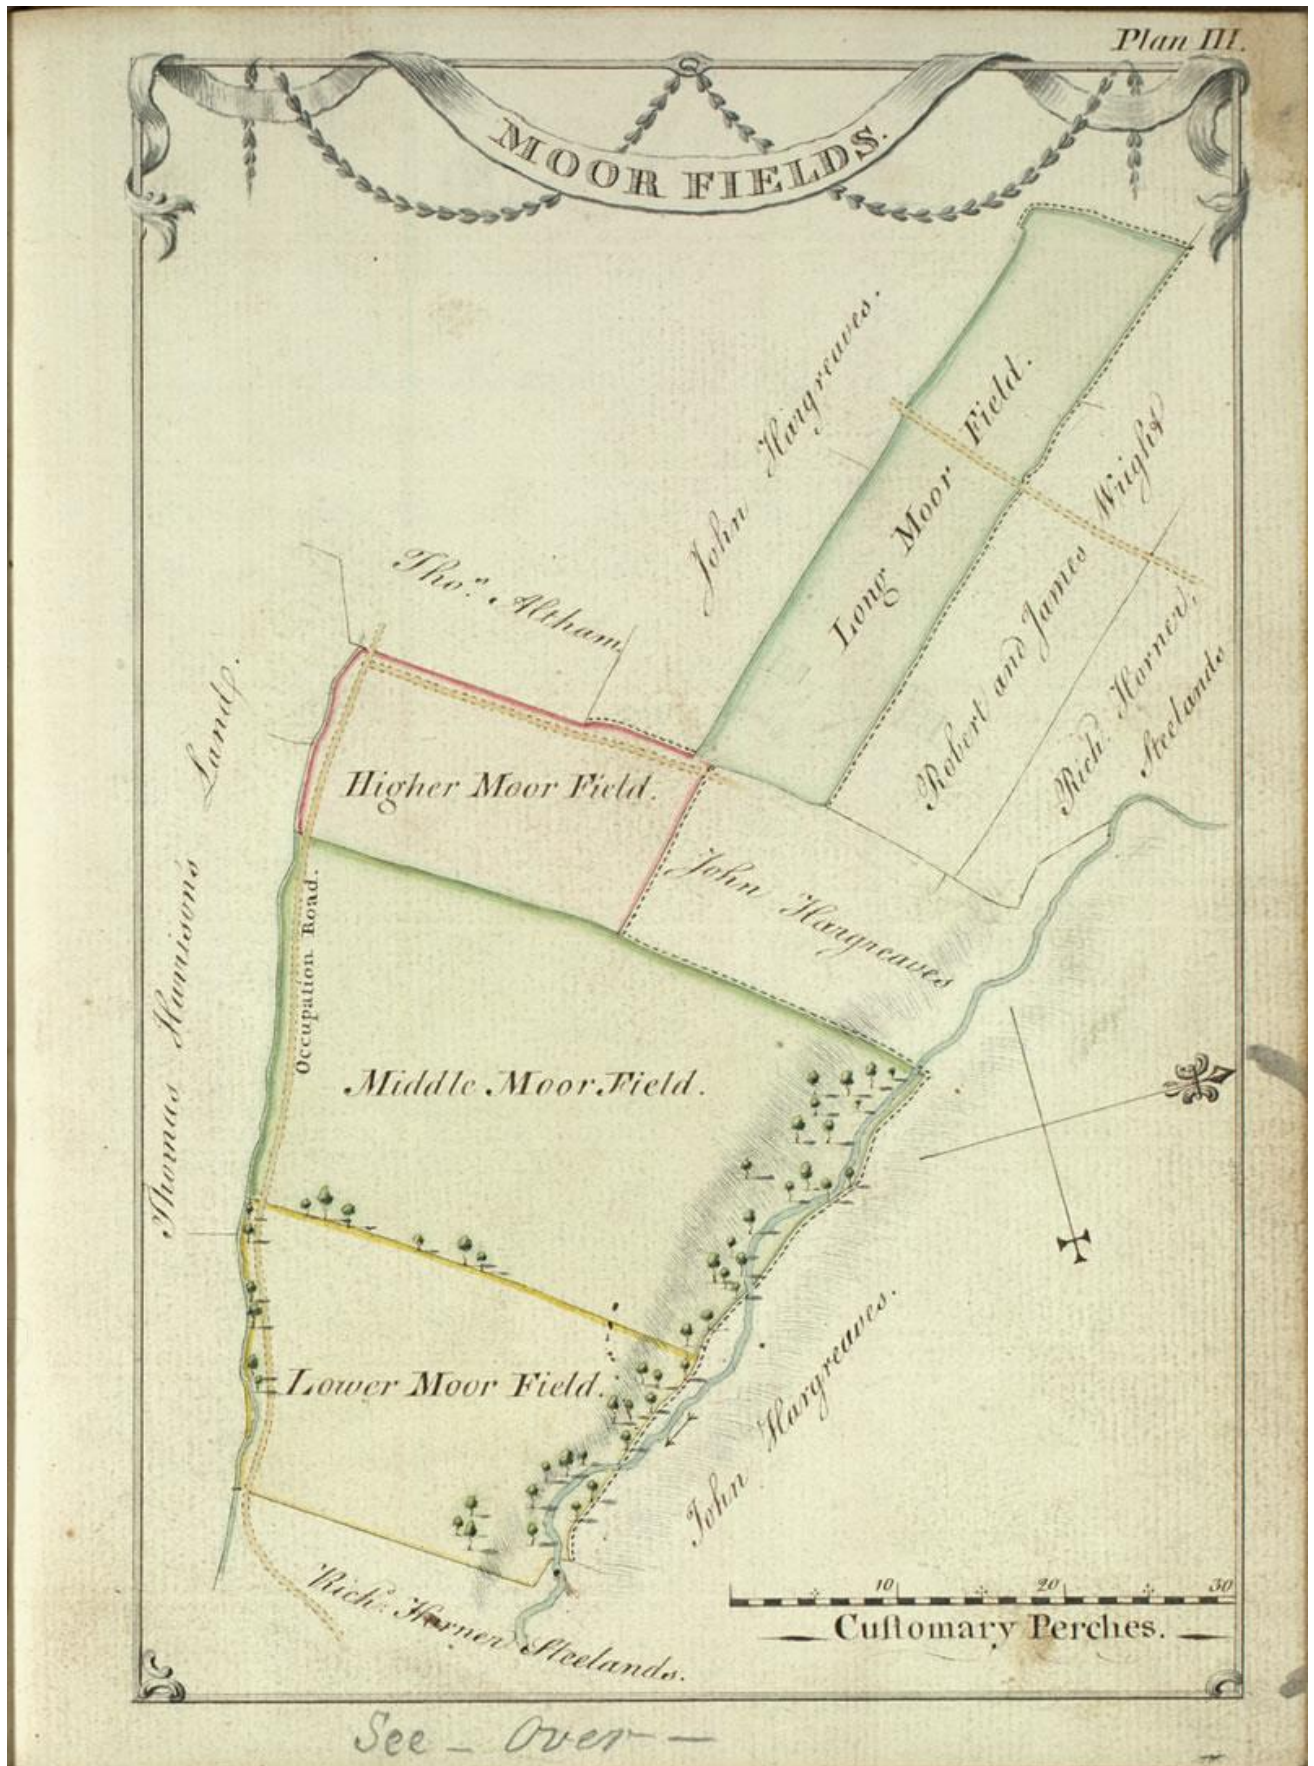 Plan III.
MOOR FIELDS.
John Hargreaves.
Long Moor Field.
Robert and James Wright
Rich.d Horner,
Steelands
Tho.s Altham
Thomas Harrison's Land.
Higher Moor Field.
John Hargreaves
Occupation Road.
Middle Moor Field.
Lower Moor Field.
John Hargreaves.
Rich.d Horner Steelands.
10 20 30
Cuſtomary Perches.
See - Over -